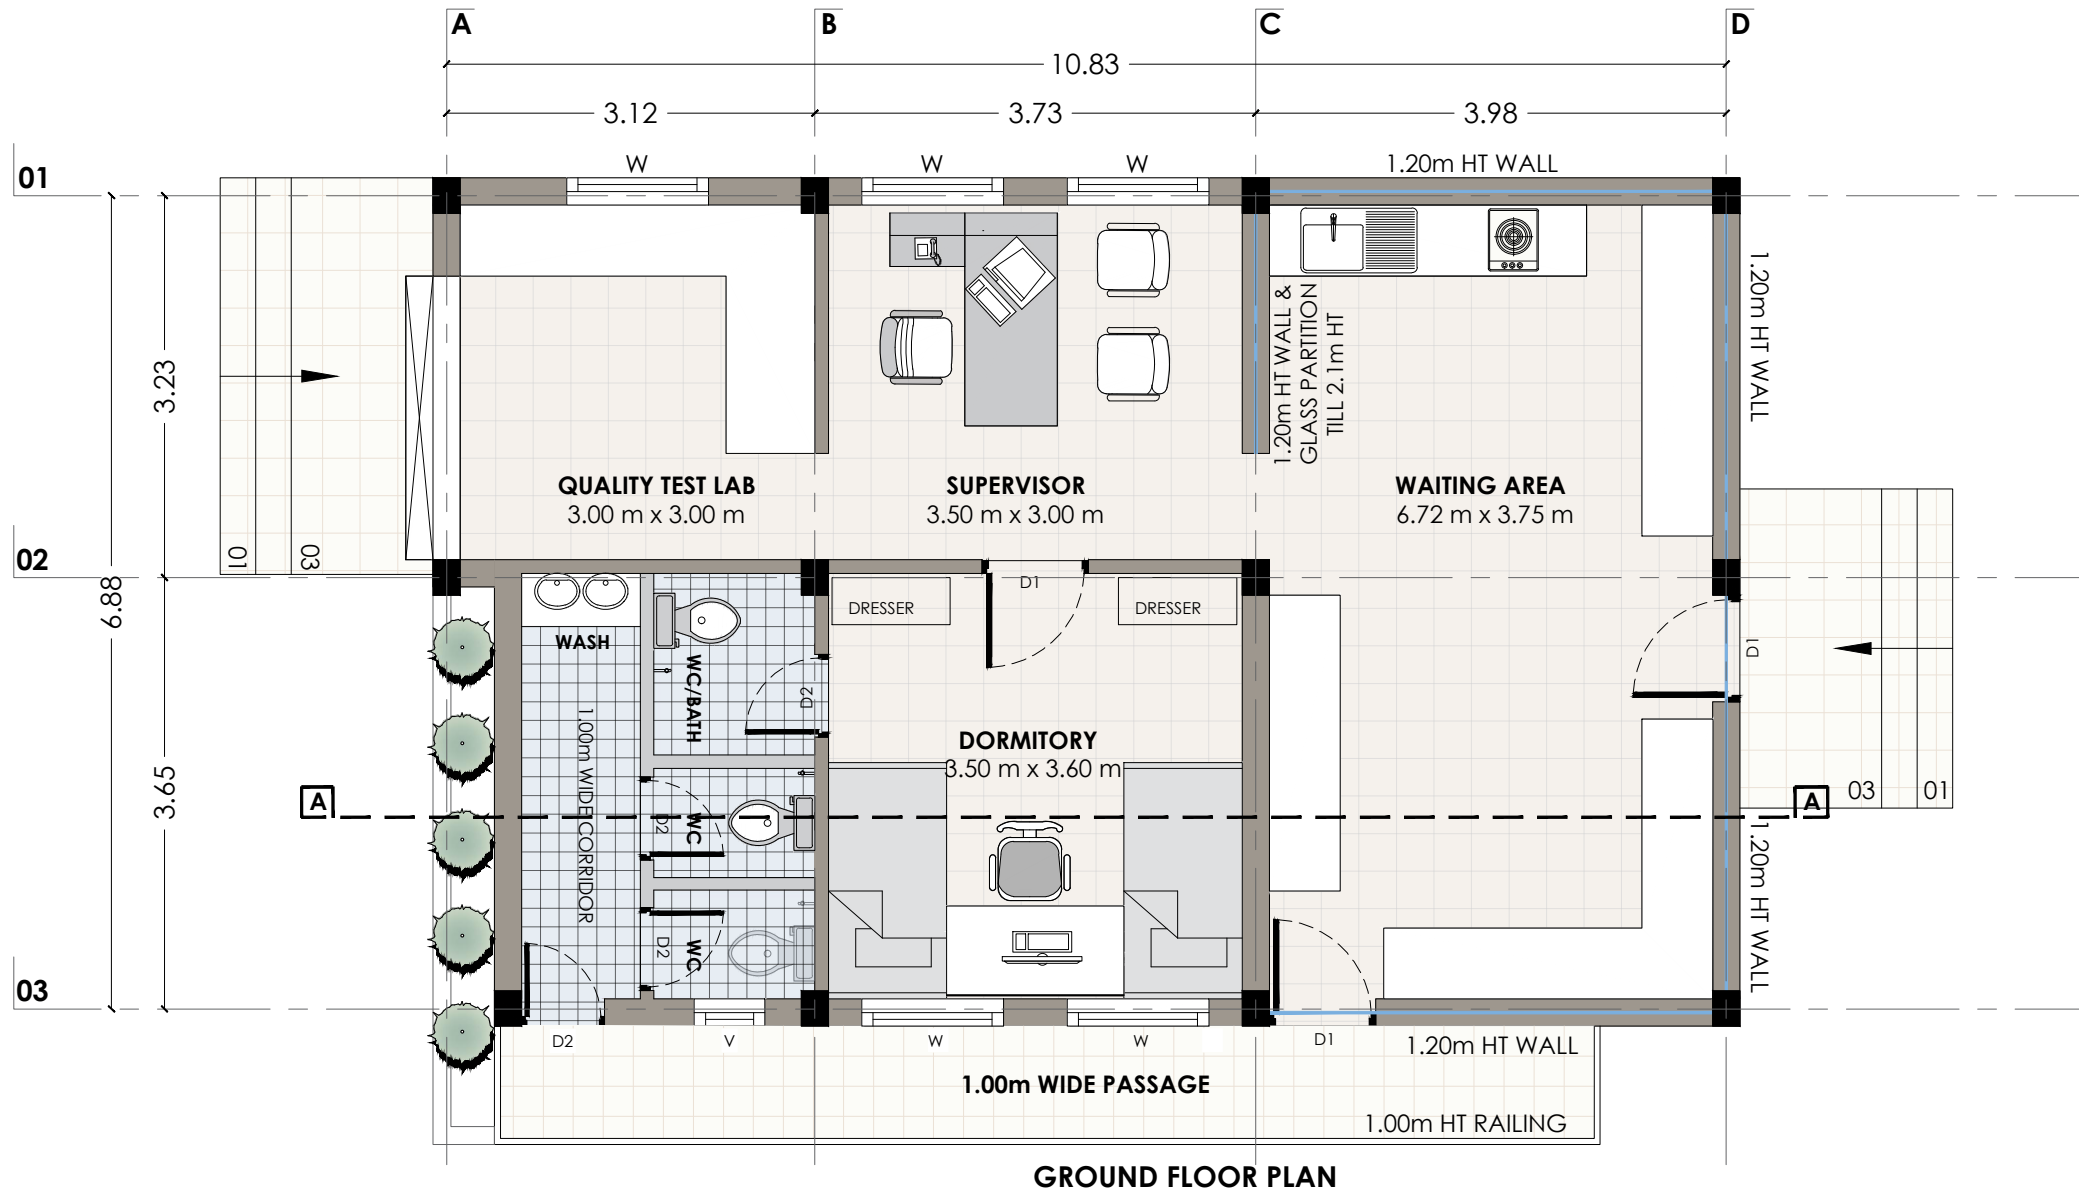 A
B
C
D
10.83
3.12
3.73
3.98
W
W
W
1.20m HT WALL
01
02
03
3.23
6.88
3.65
01
03
QUALITY TEST LAB
3.00 m x 3.00 m
SUPERVISOR
3.50 m x 3.00 m
1.20m HT WALL &
GLASS PARTITION
TILL 2.1m HT
WAITING AREA
6.72 m x 3.75 m
1.20m HT WALL
D1
DRESSER
DRESSER
WASH
WC/BATH
D2
1.00m WIDE CORRIDOR
DORMITORY
3.50 m x 3.60 m
D1
A
A
03
01
D2
WC
D2
WC
1.20m HT WALL
D2
V
W
W
D1
1.20m HT WALL
1.00m WIDE PASSAGE
1.00m HT RAILING
GROUND FLOOR PLAN